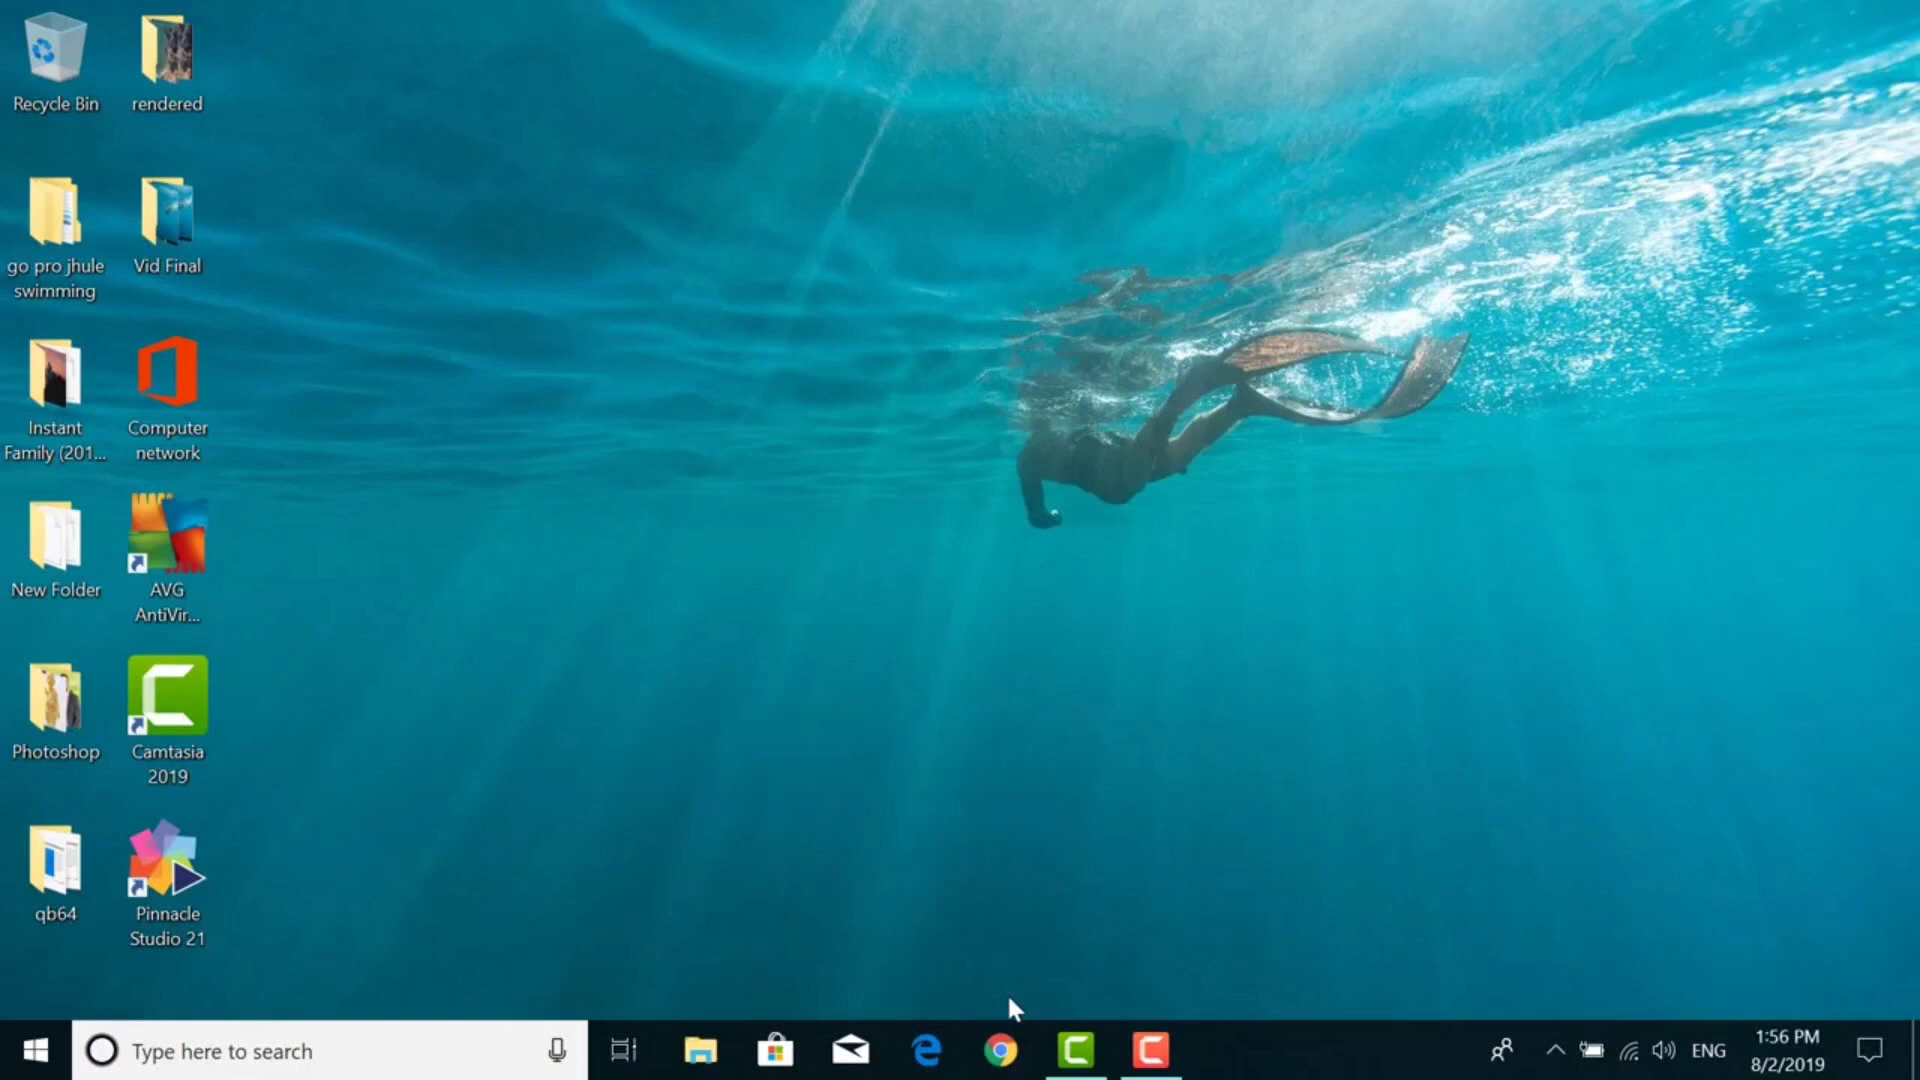 Recycle Bin
rendered
go pro jhule
swimming
Vid Final
Instant
Family (201...
Computer
network
New Folder
AVG
AntiVir...
Photoshop
Camtasia
2019
qb64
Pinnacle
Studio 21
Type here to search
ENG
1:56 PM
8/2/2019